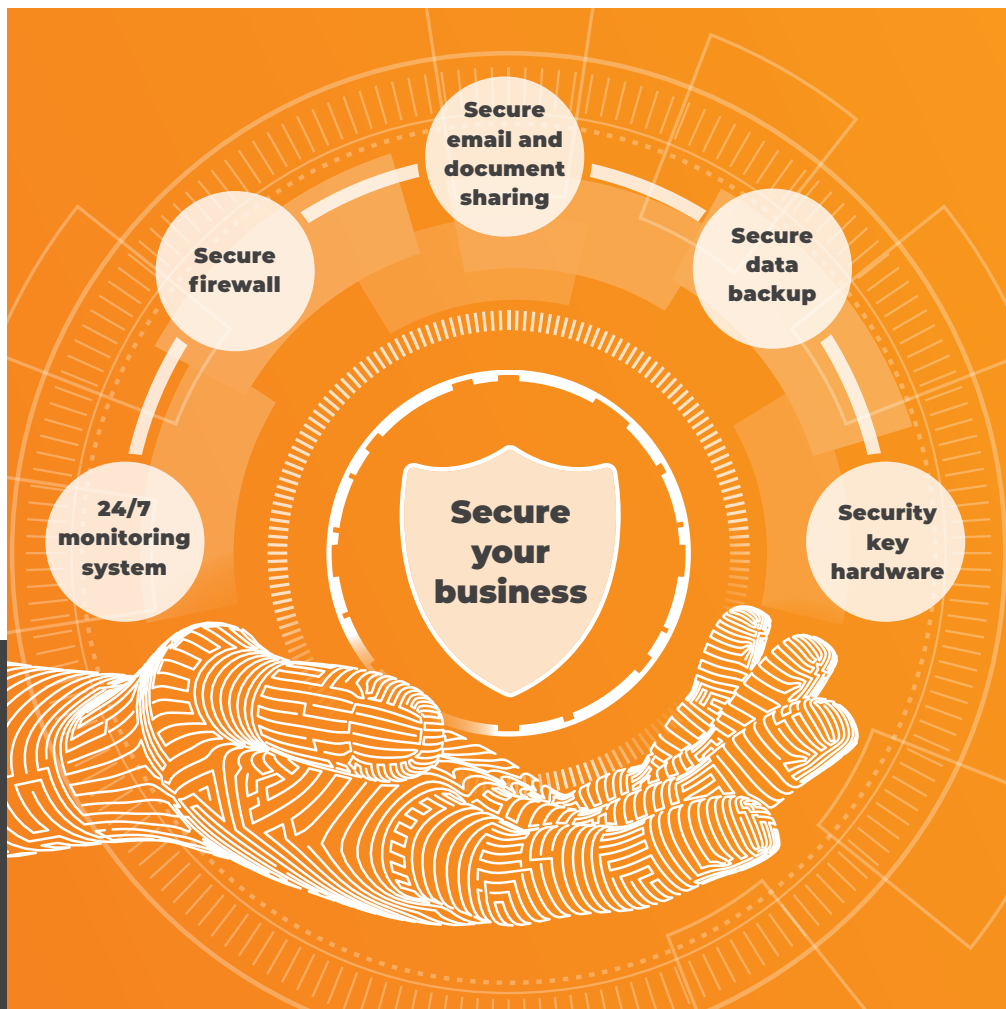 Secure
email and
document
sharing
Secure
firewall
Secure
data
backup
24/7
monitoring
system
Security
key
hardware
Secure
your
business